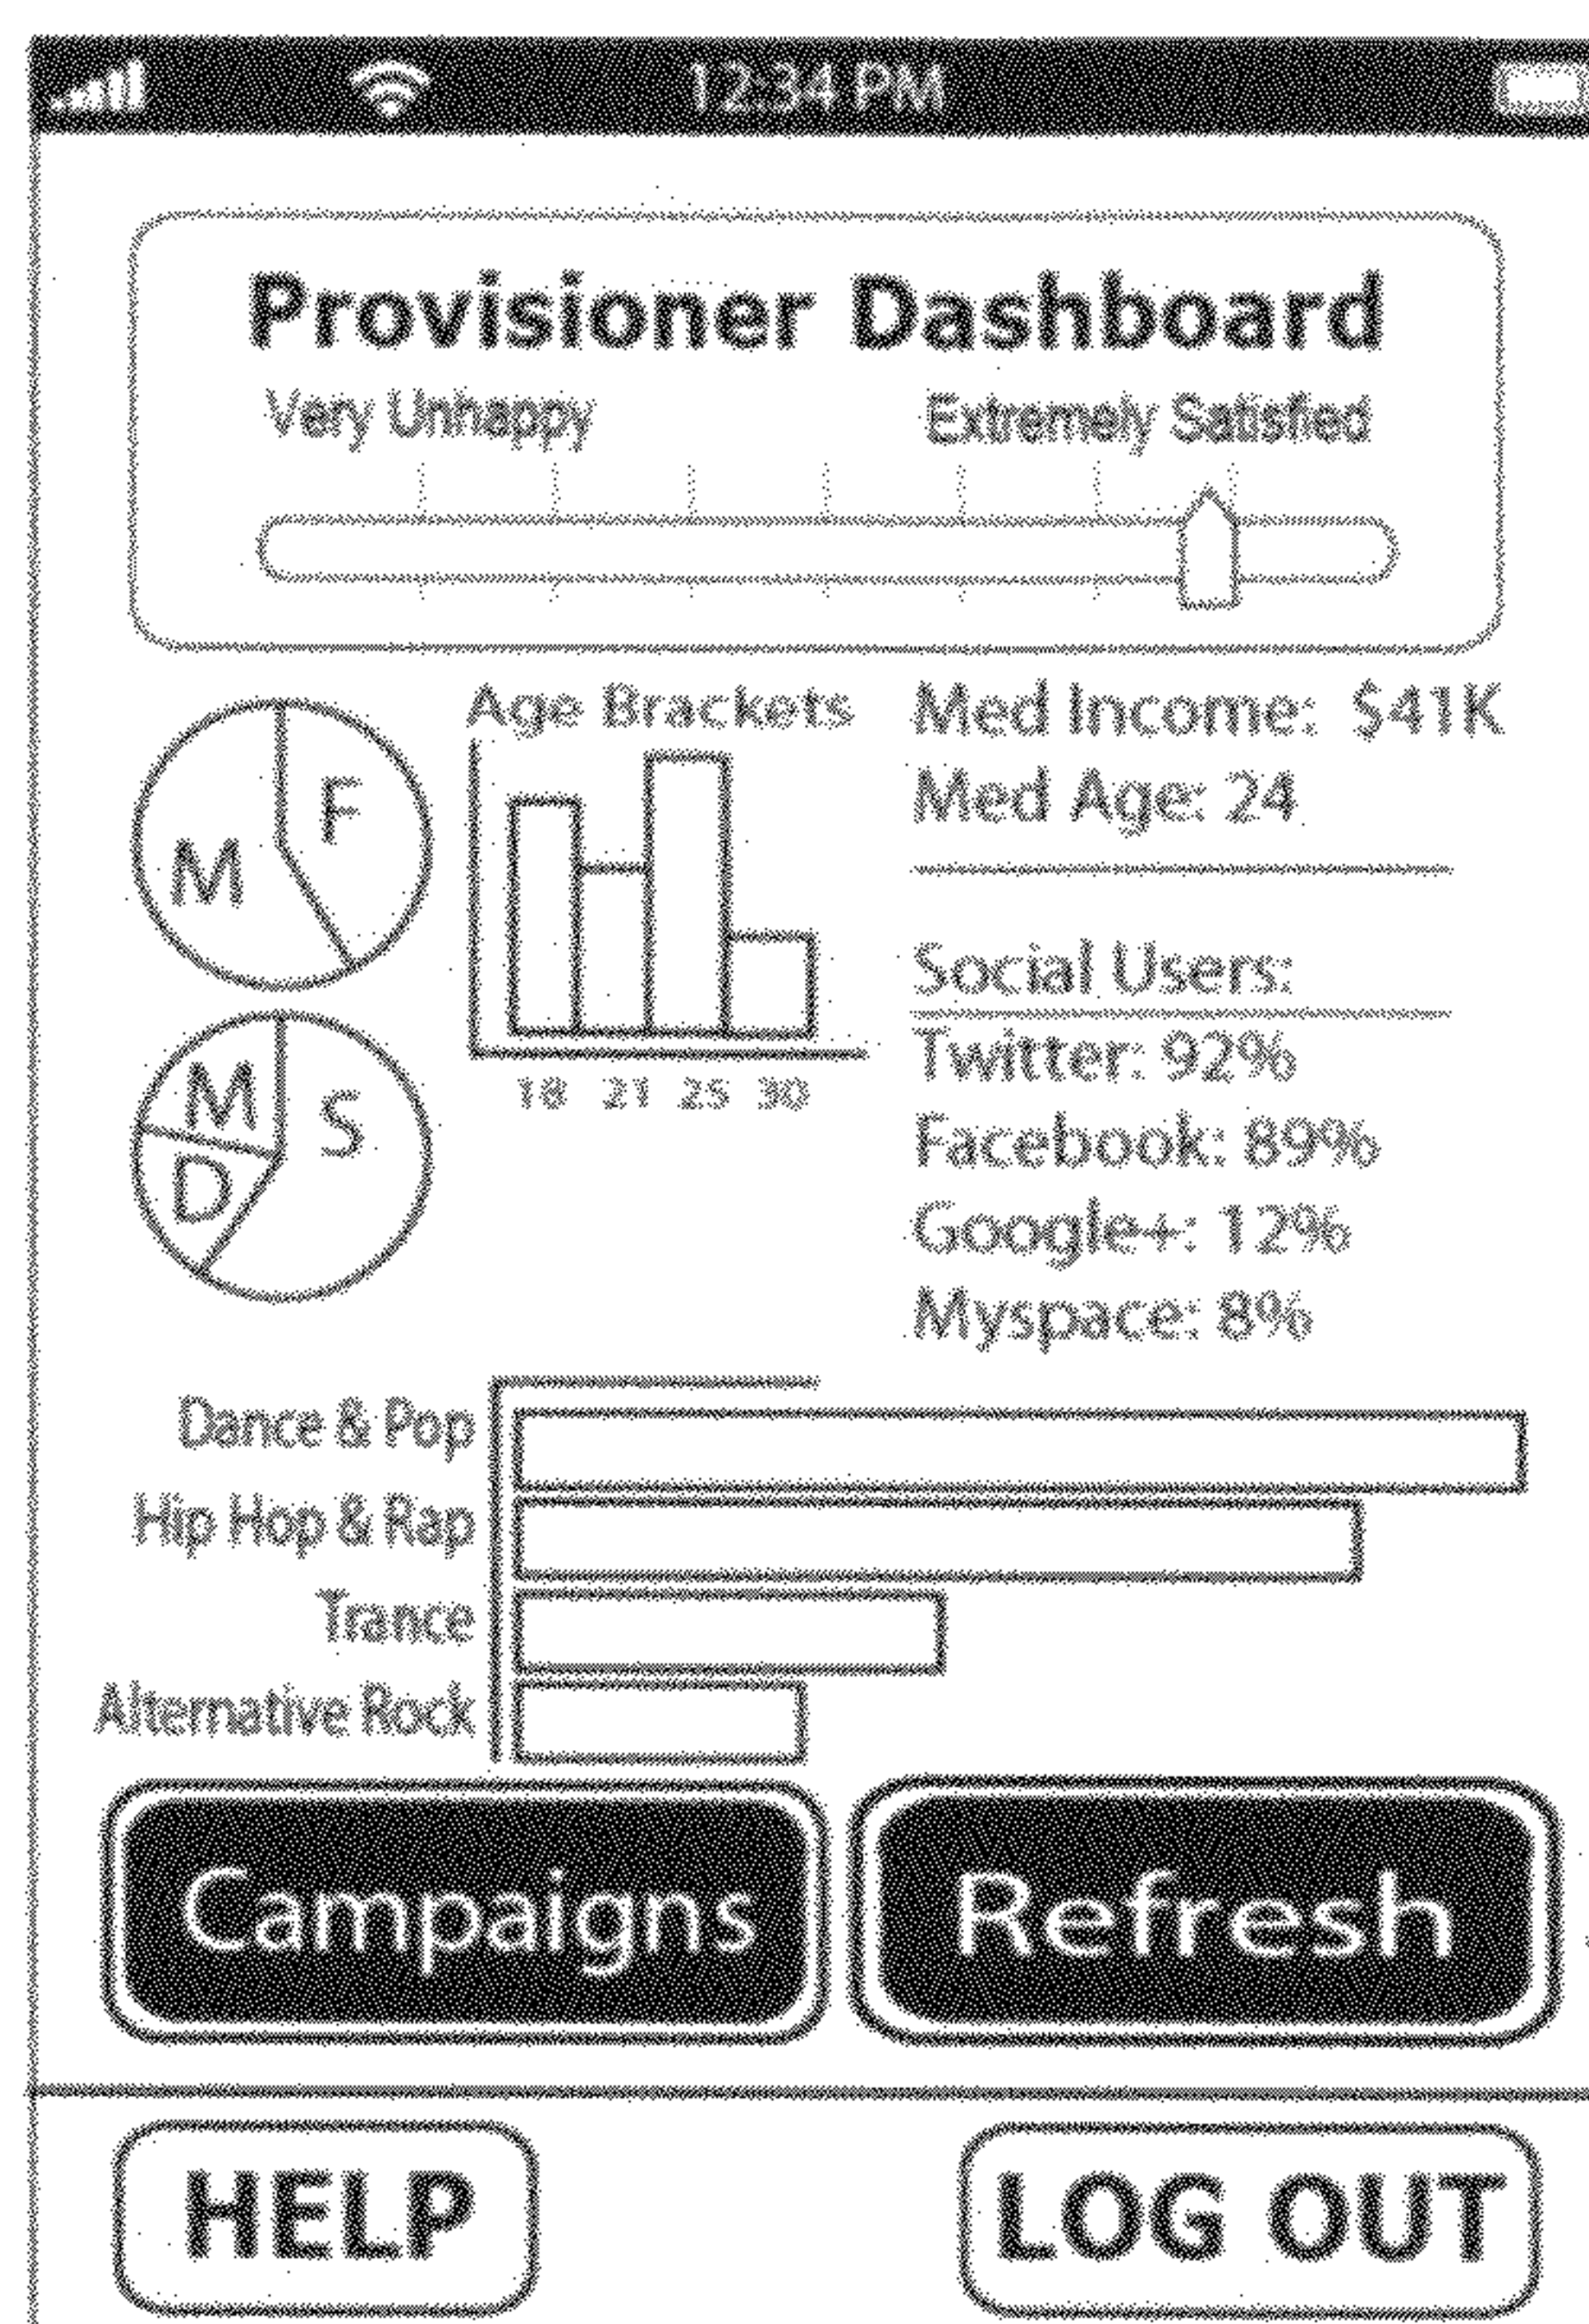 12:34 PM
Provisioner Dashboard
Very Unhappy Extremely Satisfied
F
M
M
S
D
Age Brackets
18 21 25 30
Med Income: $41K
Med Age: 24
Social Users:
Twitter: 92%
Facebook: 89%
Google+: 12%
Myspace: 8%
Dance & Pop
Hip Hop & Rap
Trance
Alternative Rock
Campaigns Refresh
HELP LOG OUT